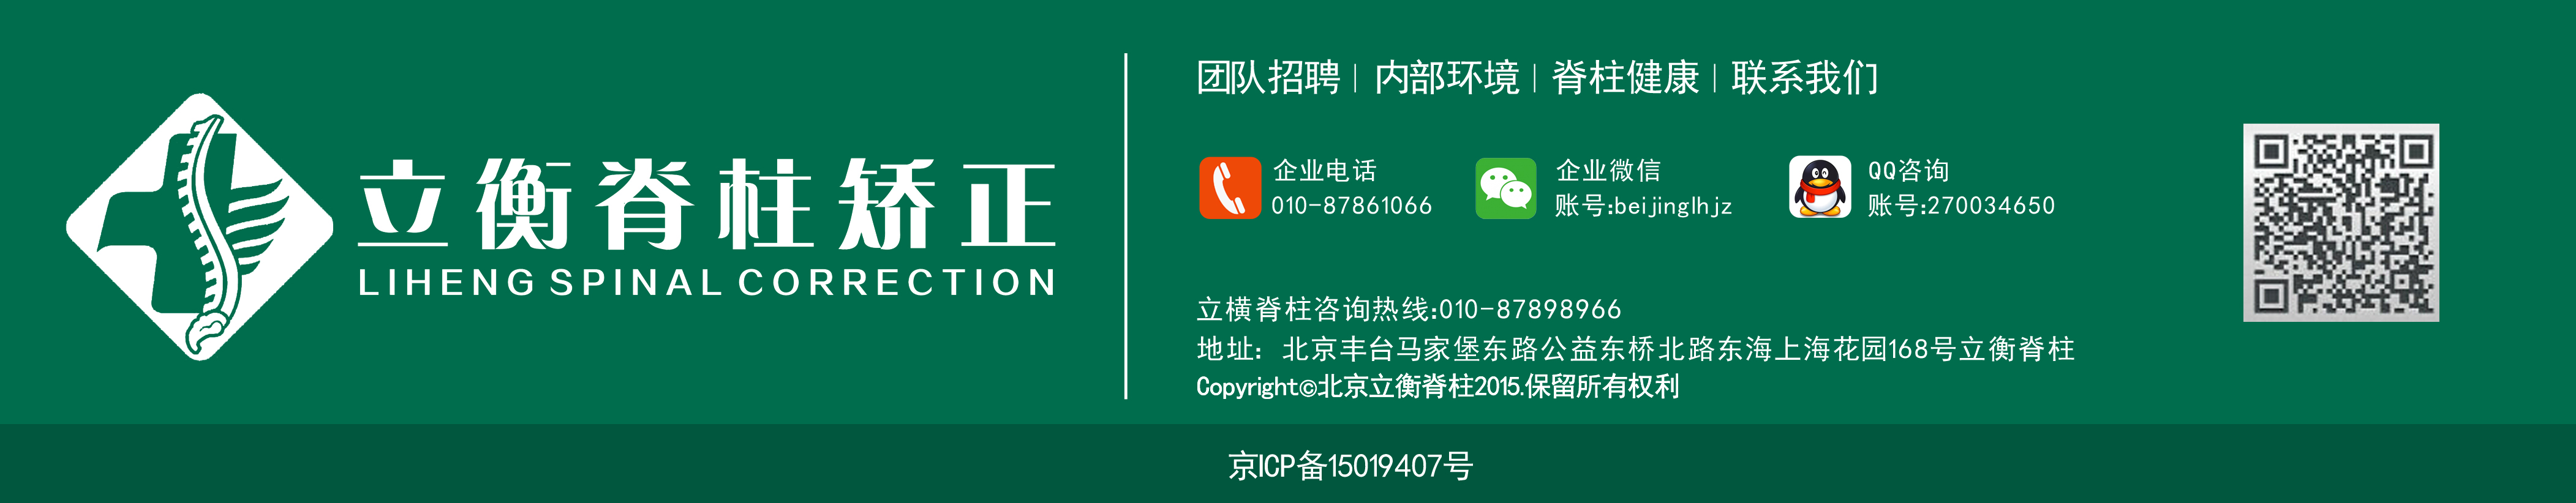 立衡脊柱矫正
LIHENG SPINAL CORRECTION
团队招聘 | 内部环境 | 脊柱健康 | 联系我们
企业电话
010-87861066
企业微信
账号:beijinglhjz
QQ咨询
账号:270034650
立横脊柱咨询热线:010-87898966
地址: 北京丰台马家堡东路公益东桥北路东海上海花园168号立衡脊柱
Copyright©北京立衡脊柱2015.保留所有权利
京ICP备15019407号